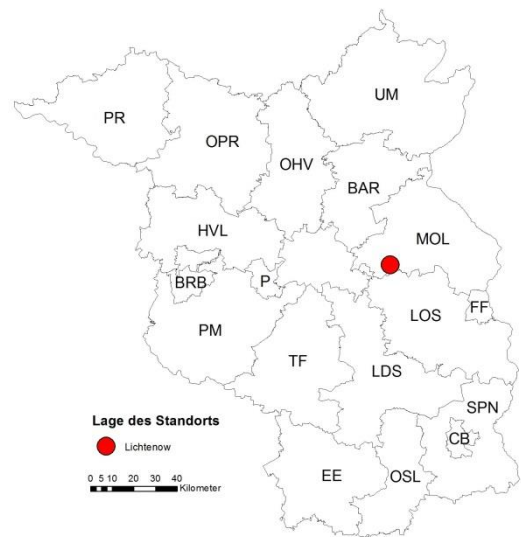 UM
PR
OPR
OHV
BAR
HVL
MOL
BRB
P
FF
LOS
PM
TF
LDS
SPN
CB
EE
OSL
Lage des Standorts
Lichtenow
0 5 10 20 30 40
Kilometer